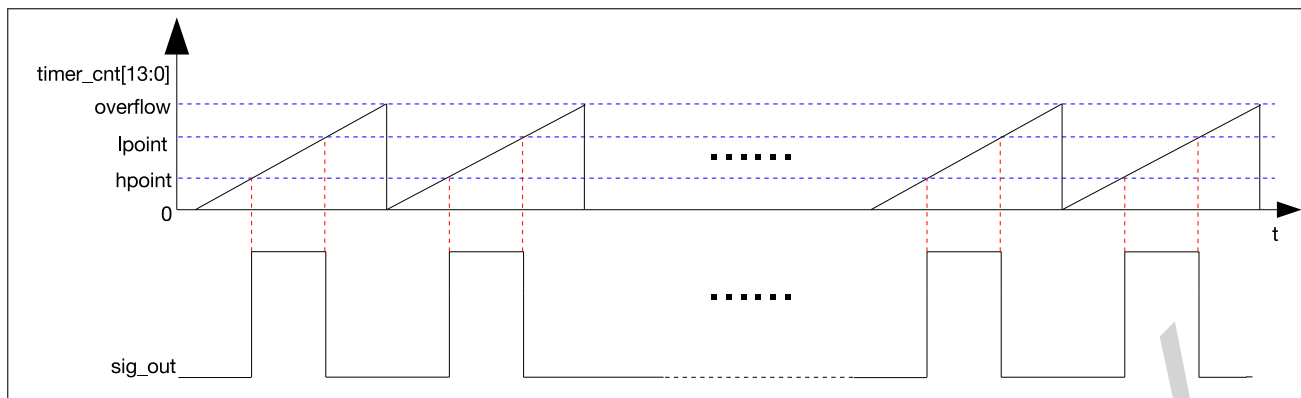 timer_cnt[13:0]
overflow
lpoint
hpoint
0
t
sig_out